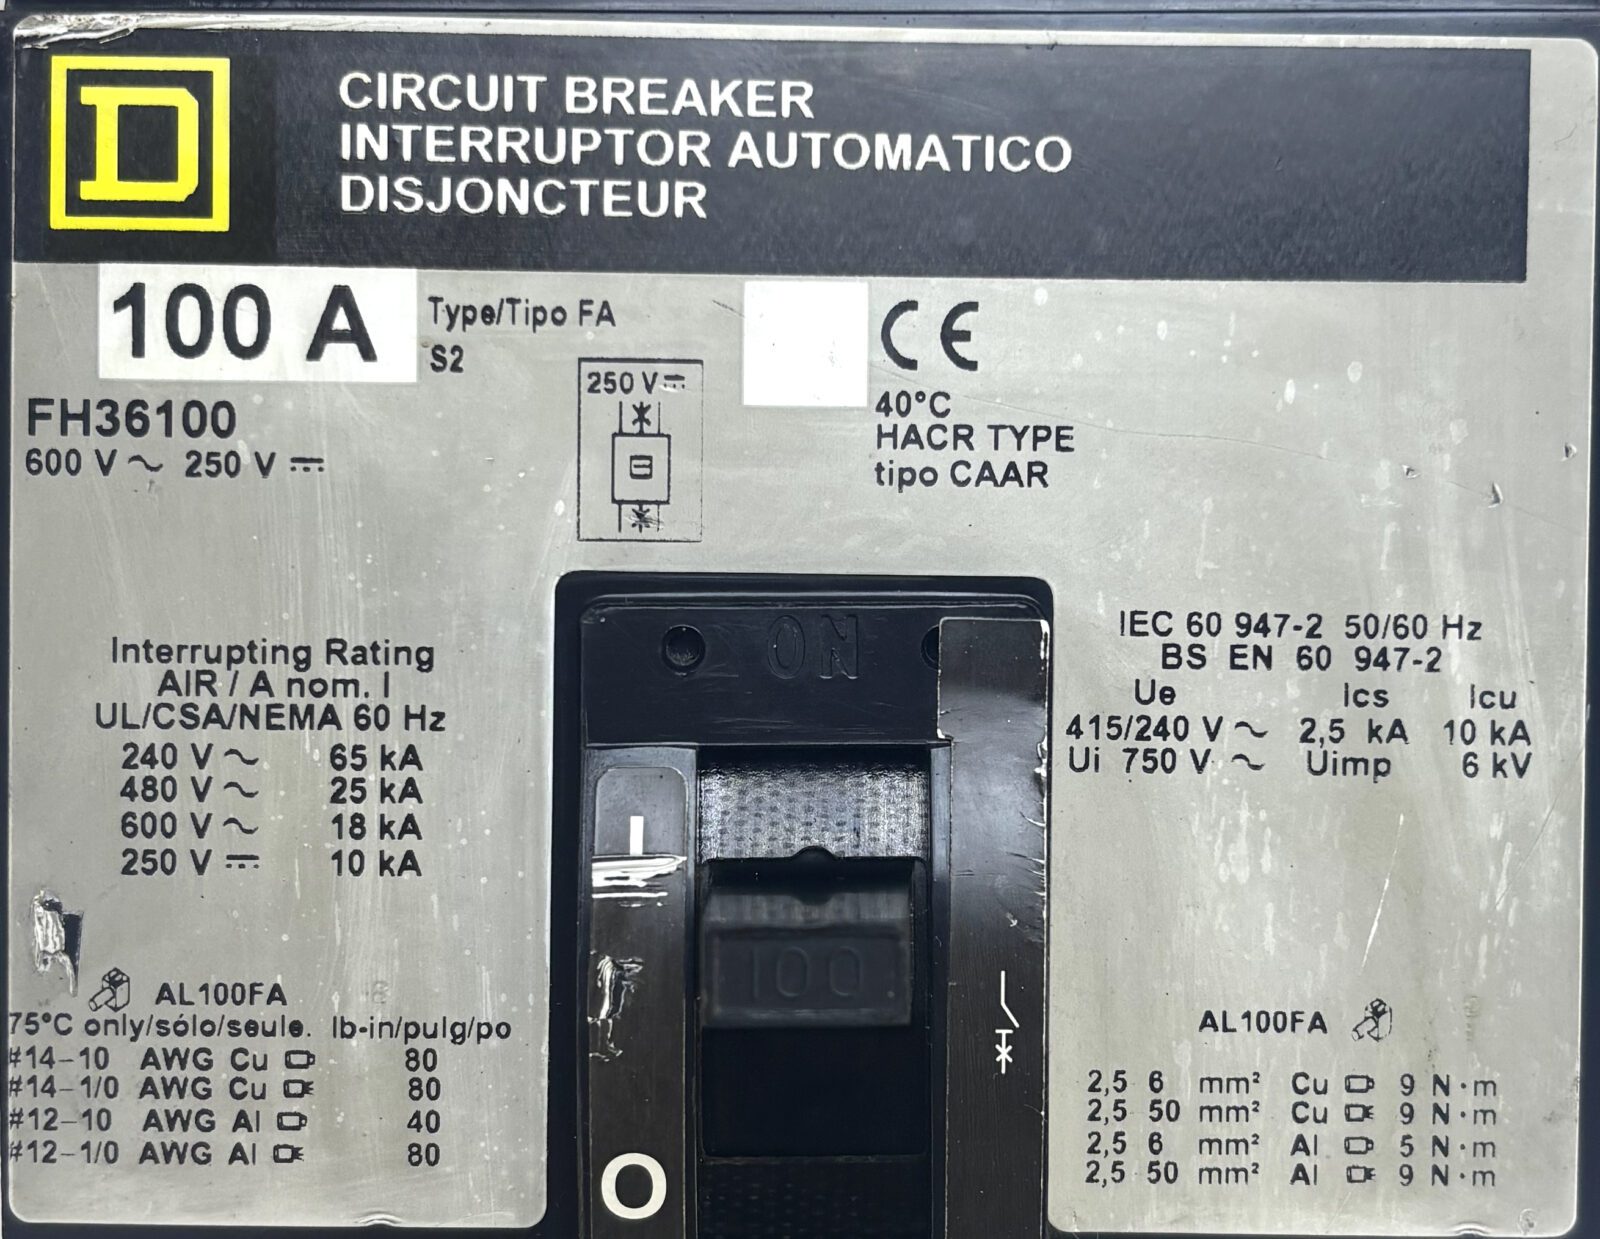 D
CIRCUIT BREAKER
INTERRUPTOR AUTOMATICO
DISJONCTEUR
100 A
Type/Tipo FA
S2
FH36100
600 V ~ 250 V ⎓
250 V ⎓
CE
40°C
HACR TYPE
tipo CAAR
Interrupting Rating
AIR / A nom. I
UL/CSA/NEMA 60 Hz
240 V ~ 65 kA
480 V ~ 25 kA
600 V ~ 18 kA
250 V ⎓ 10 kA
AL100FA
75°C only/sólo/seule. lb-in/pulg/po
#14-10 AWG Cu 80
#14-1/0 AWG Cu 80
#12-10 AWG Al 40
#12-1/0 AWG Al 80
ON
I
100
O
IEC 60 947-2 50/60 Hz
BS EN 60 947-2
Ue Ics Icu
415/240 V ~ 2,5 kA 10 kA
Ui 750 V ~ Uimp 6 kV
AL100FA
2,5 6 mm² Cu 9 N·m
2,5 50 mm² Cu 9 N·m
2,5 6 mm² Al 5 N·m
2,5 50 mm² Al 9 N·m